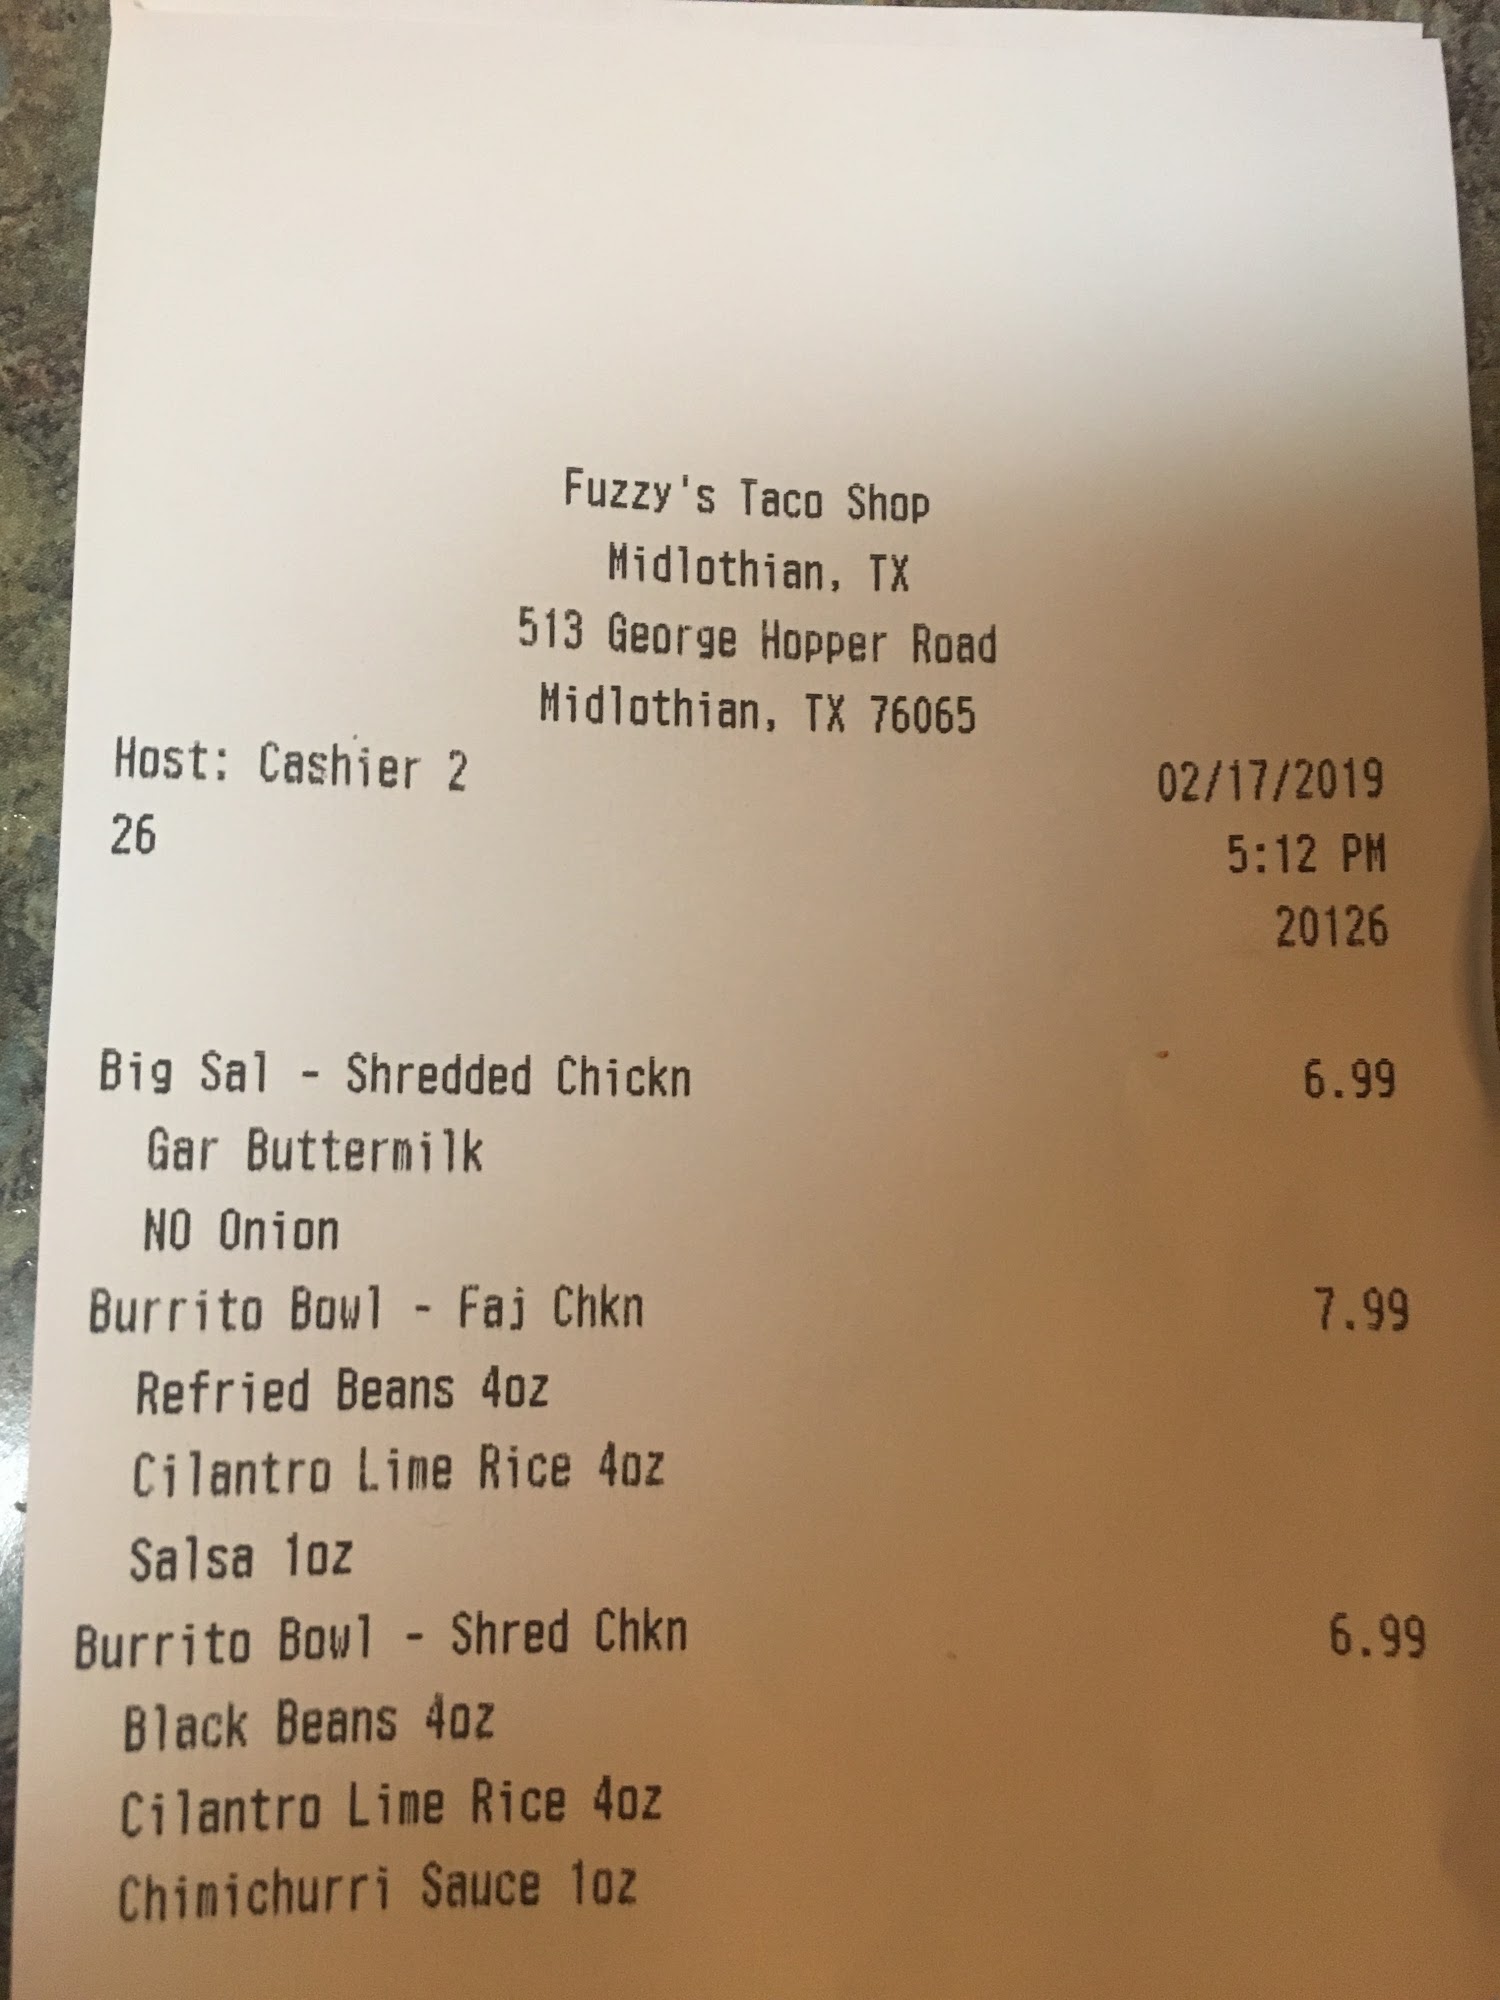 Fuzzy's Taco Shop
Midlothian, TX
513 George Hopper Road
Midlothian, TX 76065
Host: Cashier 2 02/17/2019
26 5:12 PM
20126
Big Sal - Shredded Chickn 6.99
Gar Buttermilk
NO Onion
Burrito Bowl - Faj Chkn 7.99
Refried Beans 4oz
Cilantro Lime Rice 4oz
Salsa 1oz
Burrito Bowl - Shred Chkn 6.99
Black Beans 4oz
Cilantro Lime Rice 4oz
Chimichurri Sauce 1oz